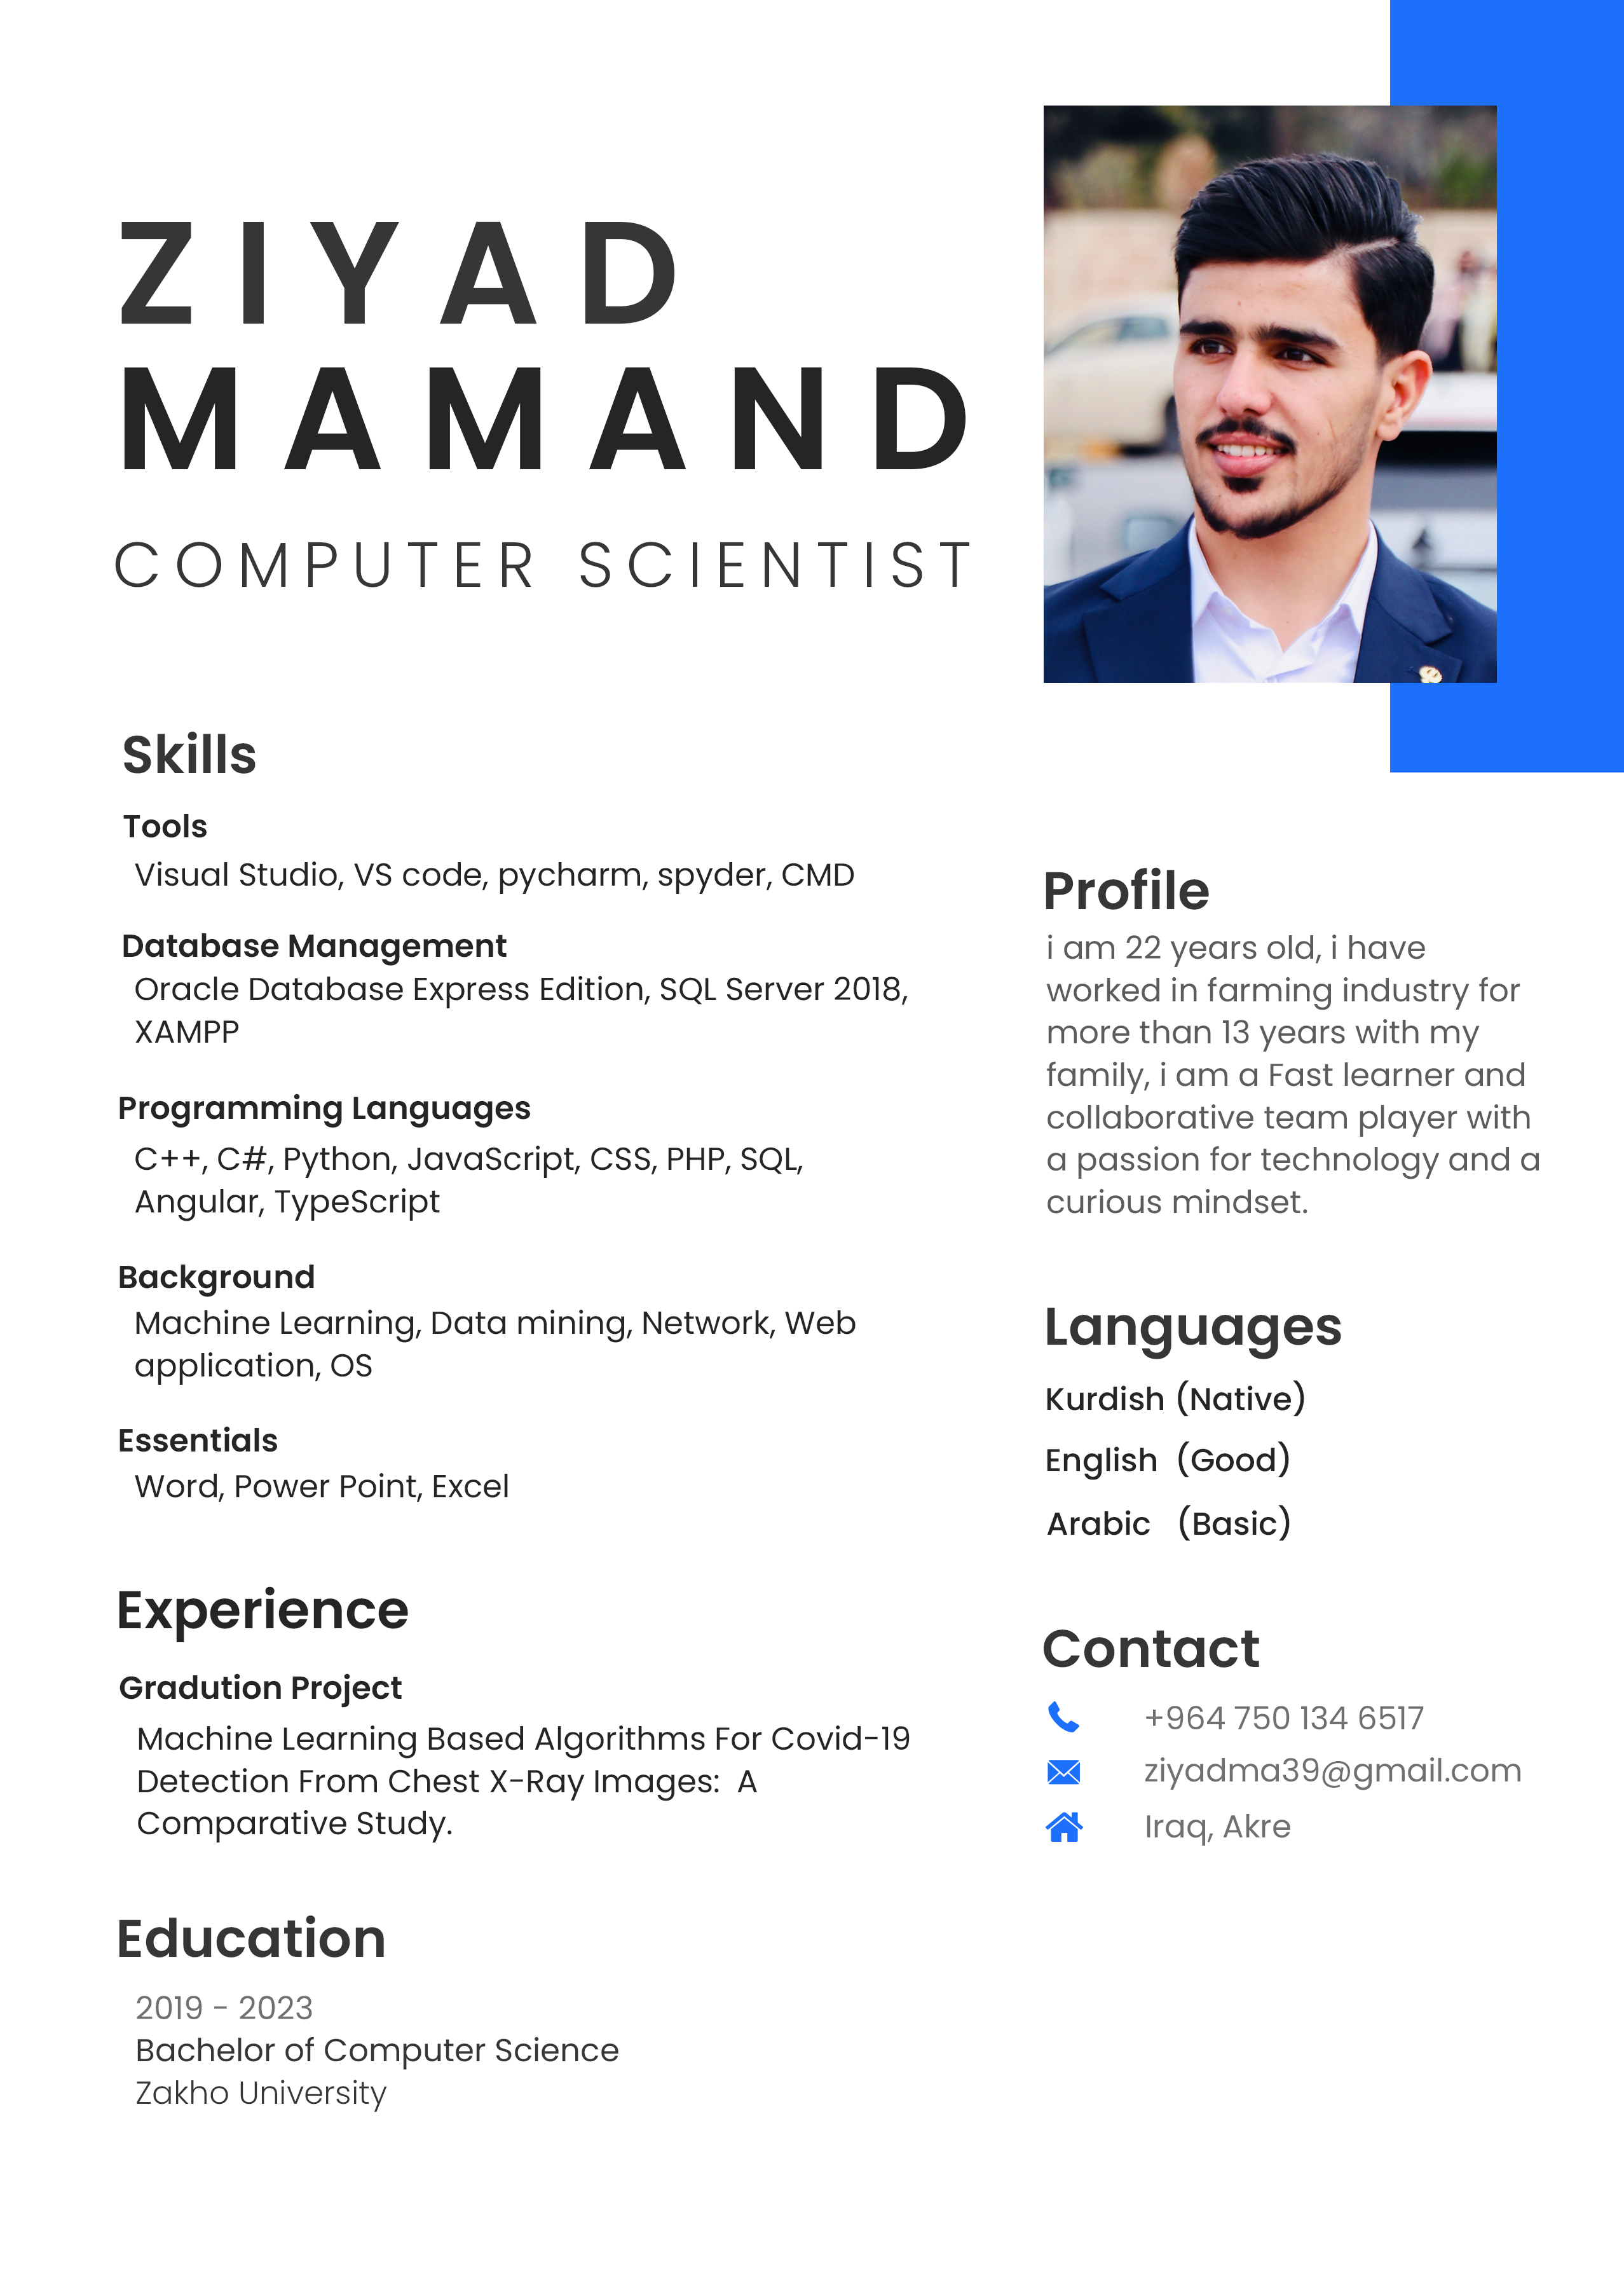 ZIYAD
MAMAND
COMPUTER SCIENTIST
Skills
Tools
Visual Studio, VS code, pycharm, spyder, CMD
Database Management
Oracle Database Express Edition, SQL Server 2018,
XAMPP
Programming Languages
C++, C#, Python, JavaScript, CSS, PHP, SQL,
Angular, TypeScript
Background
Machine Learning, Data mining, Network, Web
application, OS
Essentials
Word, Power Point, Excel
Experience
Gradution Project
Machine Learning Based Algorithms For Covid-19
Detection From Chest X-Ray Images:  A
Comparative Study.
Education
2019 - 2023
Bachelor of Computer Science
Zakho University
Profile
i am 22 years old, i have
worked in farming industry for
more than 13 years with my
family, i am a Fast learner and
collaborative team player with
a passion for technology and a
curious mindset.
Languages
Kurdish (Native)
English  (Good)
Arabic   (Basic)
Contact
+964 750 134 6517
ziyadma39@gmail.com
Iraq, Akre